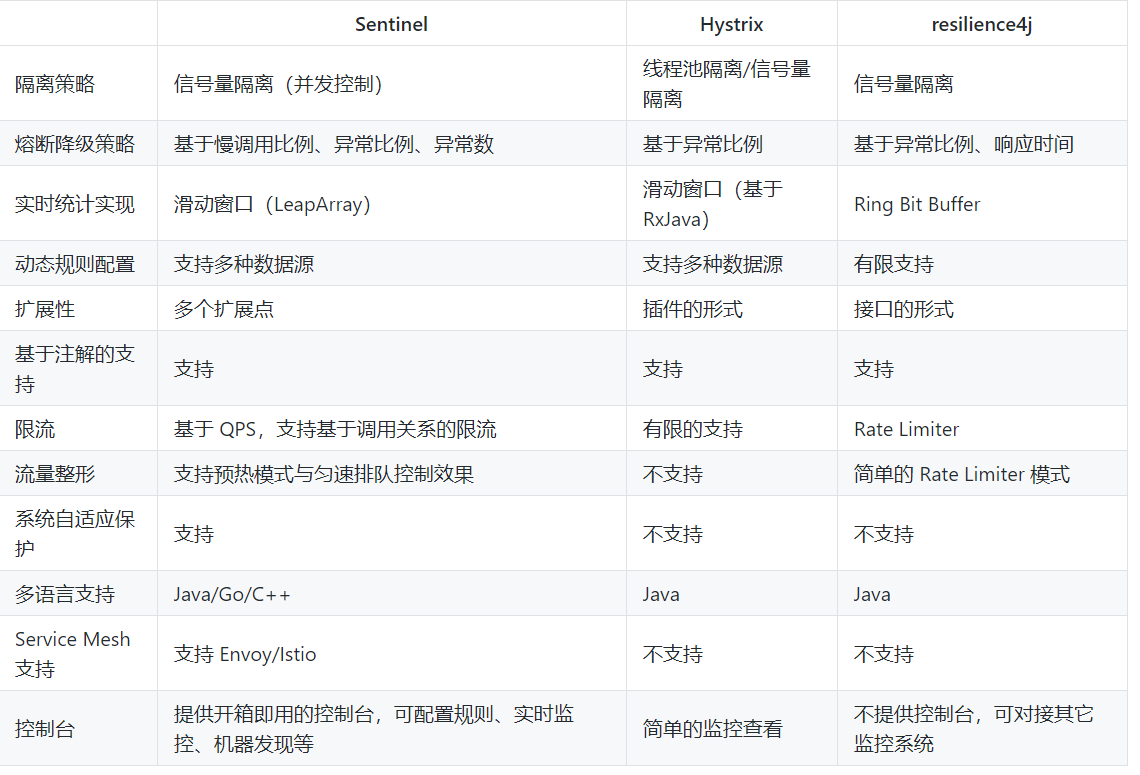 Sentinel Hystrix resilience4j
隔离策略 信号量隔离（并发控制） 线程池隔离/信号量
隔离 信号量隔离
熔断降级策略 基于慢调用比例、异常比例、异常数 基于异常比例 基于异常比例、响应时间
实时统计实现 滑动窗口（LeapArray） 滑动窗口（基于
RxJava） Ring Bit Buffer
动态规则配置 支持多种数据源 支持多种数据源 有限支持
扩展性 多个扩展点 插件的形式 接口的形式
基于注解的支
持 支持 支持 支持
限流 基于 QPS，支持基于调用关系的限流 有限的支持 Rate Limiter
流量整形 支持预热模式与匀速排队控制效果 不支持 简单的 Rate Limiter 模式
系统自适应保
护 支持 不支持 不支持
多语言支持 Java/Go/C++ Java Java
Service Mesh
支持 支持 Envoy/Istio 不支持 不支持
控制台 提供开箱即用的控制台，可配置规则、实时监
控、机器发现等 简单的监控查看 不提供控制台，可对接其它
监控系统